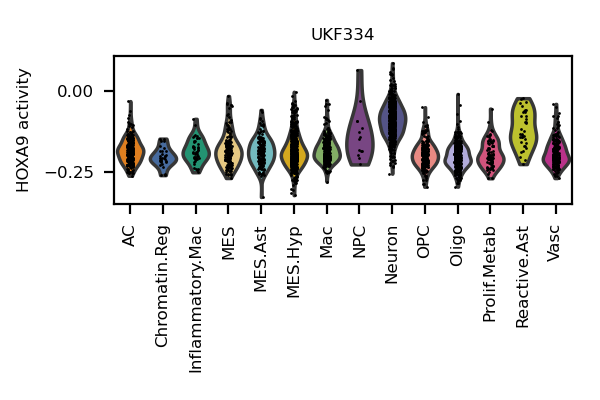 UKF334
HOXA9 activity
0.00
−0.25
AC
Chromatin.Reg
Inflammatory.Mac
MES
MES.Ast
MES.Hyp
Mac
NPC
Neuron
OPC
Oligo
Prolif.Metab
Reactive.Ast
Vasc